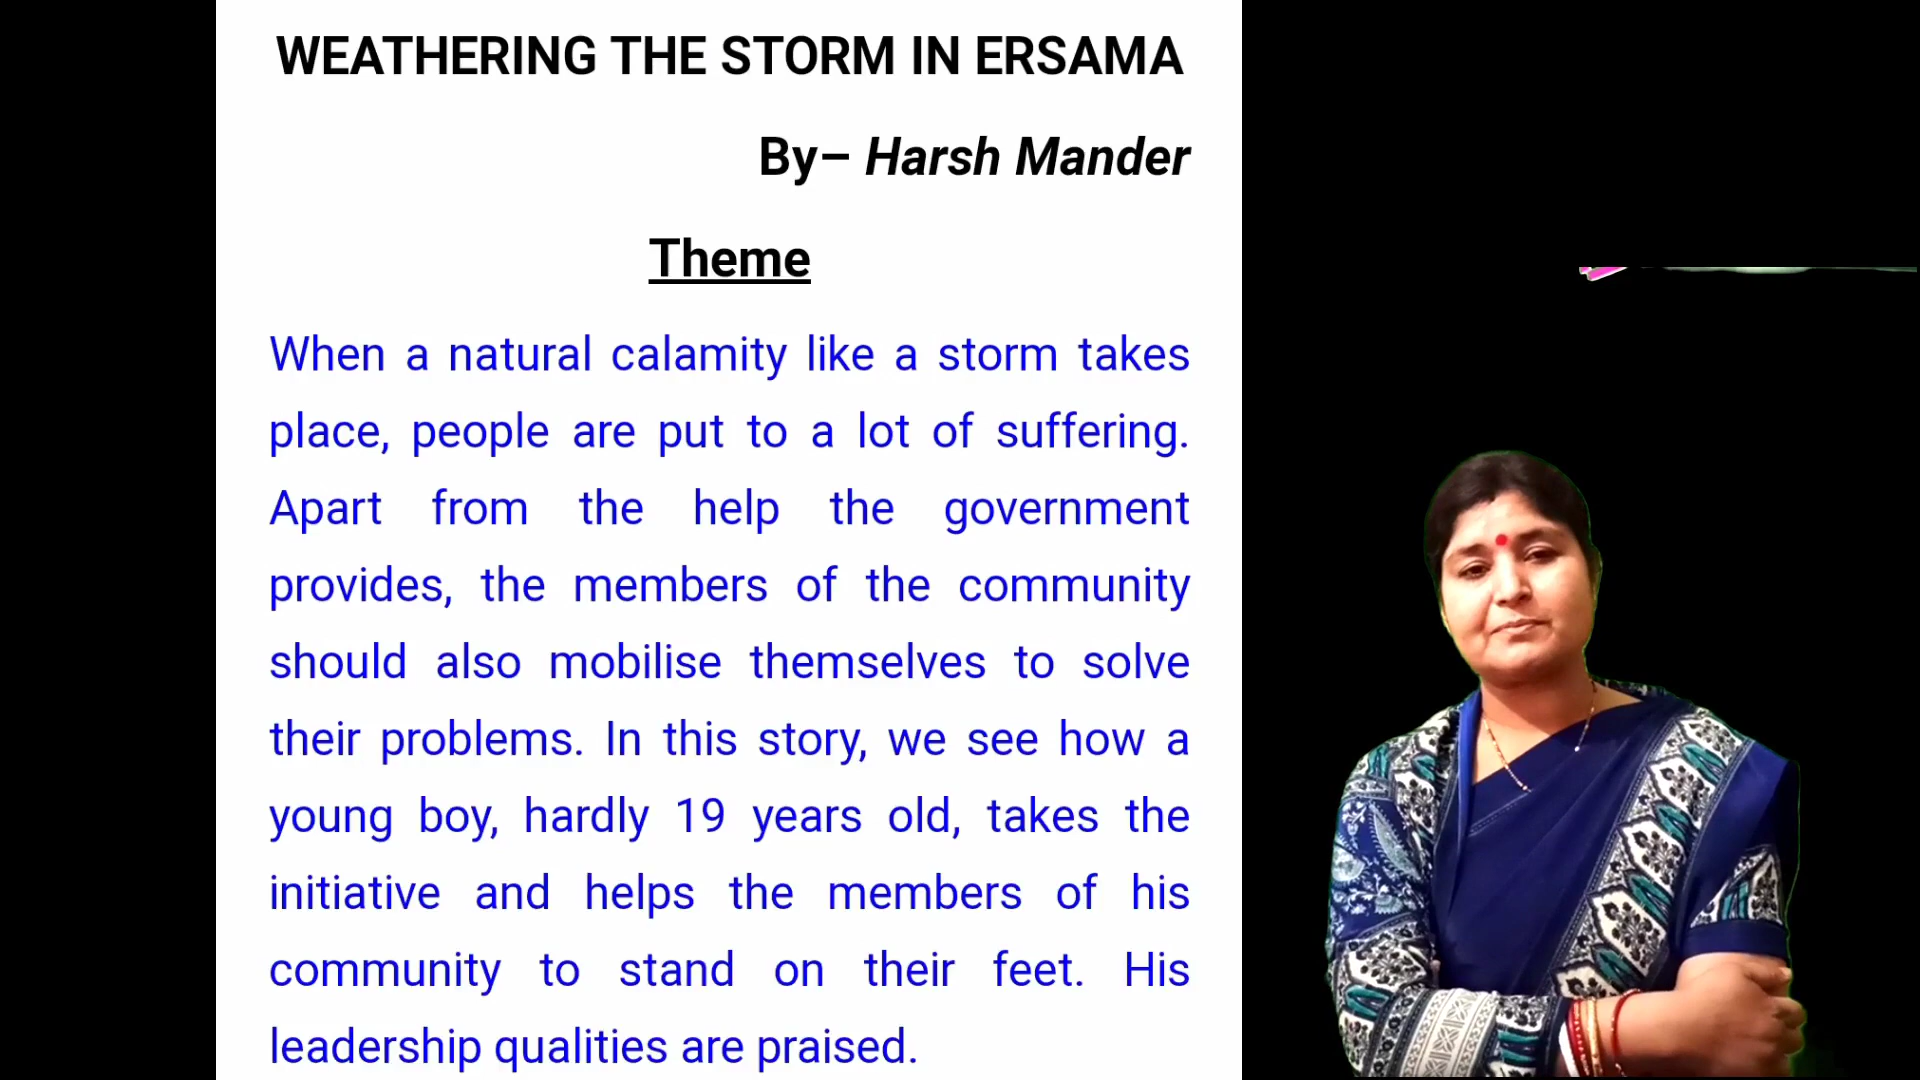 WEATHERING THE STORM IN ERSAMA
By– Harsh Mander
Theme
When a natural calamity like a storm takes
place, people are put to a lot of suffering.
Apart from the help the government
provides, the members of the community
should also mobilise themselves to solve
their problems. In this story, we see how a
young boy, hardly 19 years old, takes the
initiative and helps the members of his
community to stand on their feet. His
leadership qualities are praised.